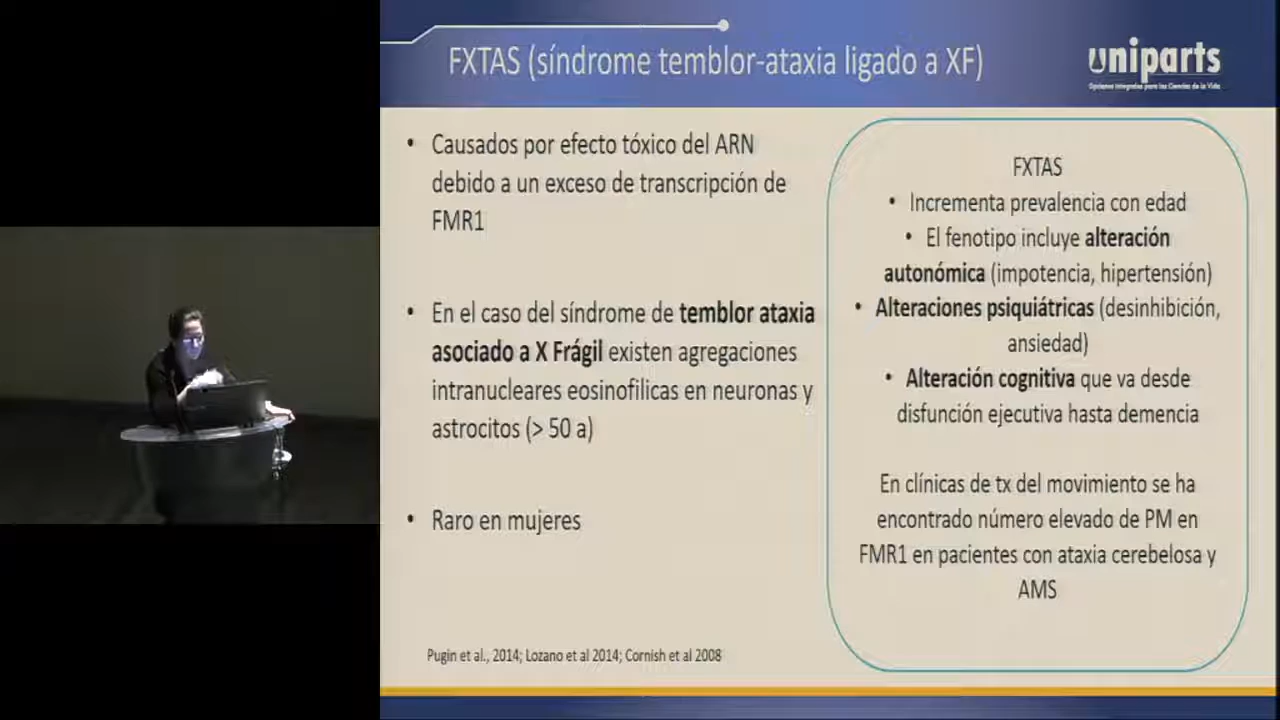 FXTAS (síndrome temblor-ataxia ligado a XF)
uniparts
Opciones Integrales para las Ciencias de la Vida
• Causados por efecto tóxico del ARN
debido a un exceso de transcripción de
FMR1
• En el caso del síndrome de temblor ataxia
asociado a X Frágil existen agregaciones
intranucleares eosinofilicas en neuronas y
astrocitos (> 50 a)
• Raro en mujeres
Pugin et al., 2014; Lozano et al 2014; Cornish et al 2008
FXTAS
• Incrementa prevalencia con edad
• El fenotipo incluye alteración
autonómica (impotencia, hipertensión)
• Alteraciones psiquiátricas (desinhibición,
ansiedad)
• Alteración cognitiva que va desde
disfunción ejecutiva hasta demencia
En clínicas de tx del movimiento se ha
encontrado número elevado de PM en
FMR1 en pacientes con ataxia cerebelosa y
AMS